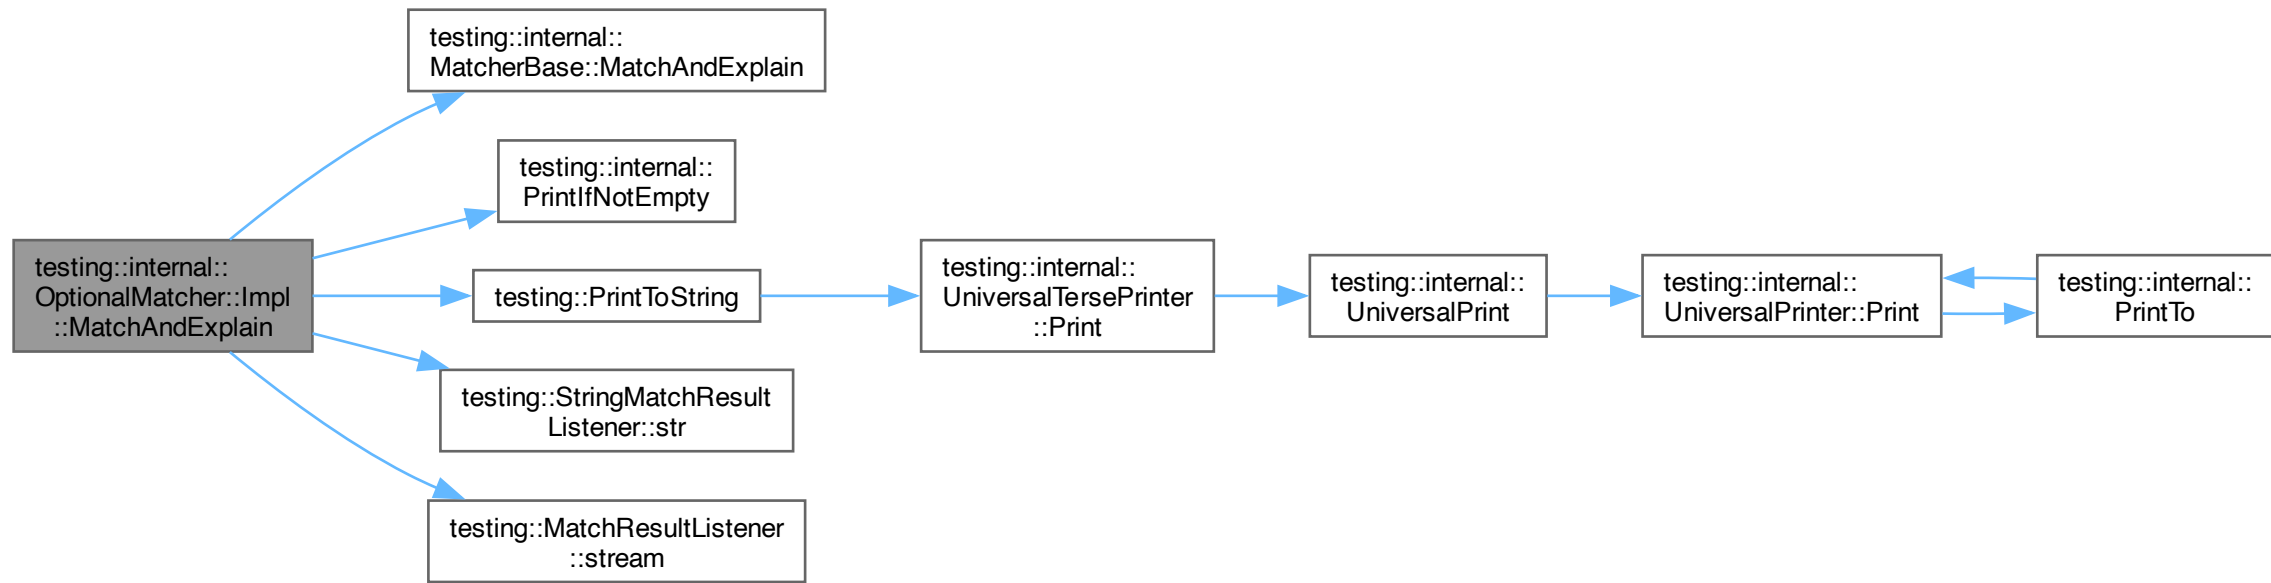 testing::internal::
OptionalMatcher::Impl
::MatchAndExplain
testing::internal::
MatcherBase::MatchAndExplain
testing::internal::
PrintIfNotEmpty
testing::PrintToString
testing::internal::
UniversalTersePrinter
::Print
testing::internal::
UniversalPrint
testing::internal::
UniversalPrinter::Print
testing::internal::
PrintTo
testing::StringMatchResult
Listener::str
testing::MatchResultListener
::stream